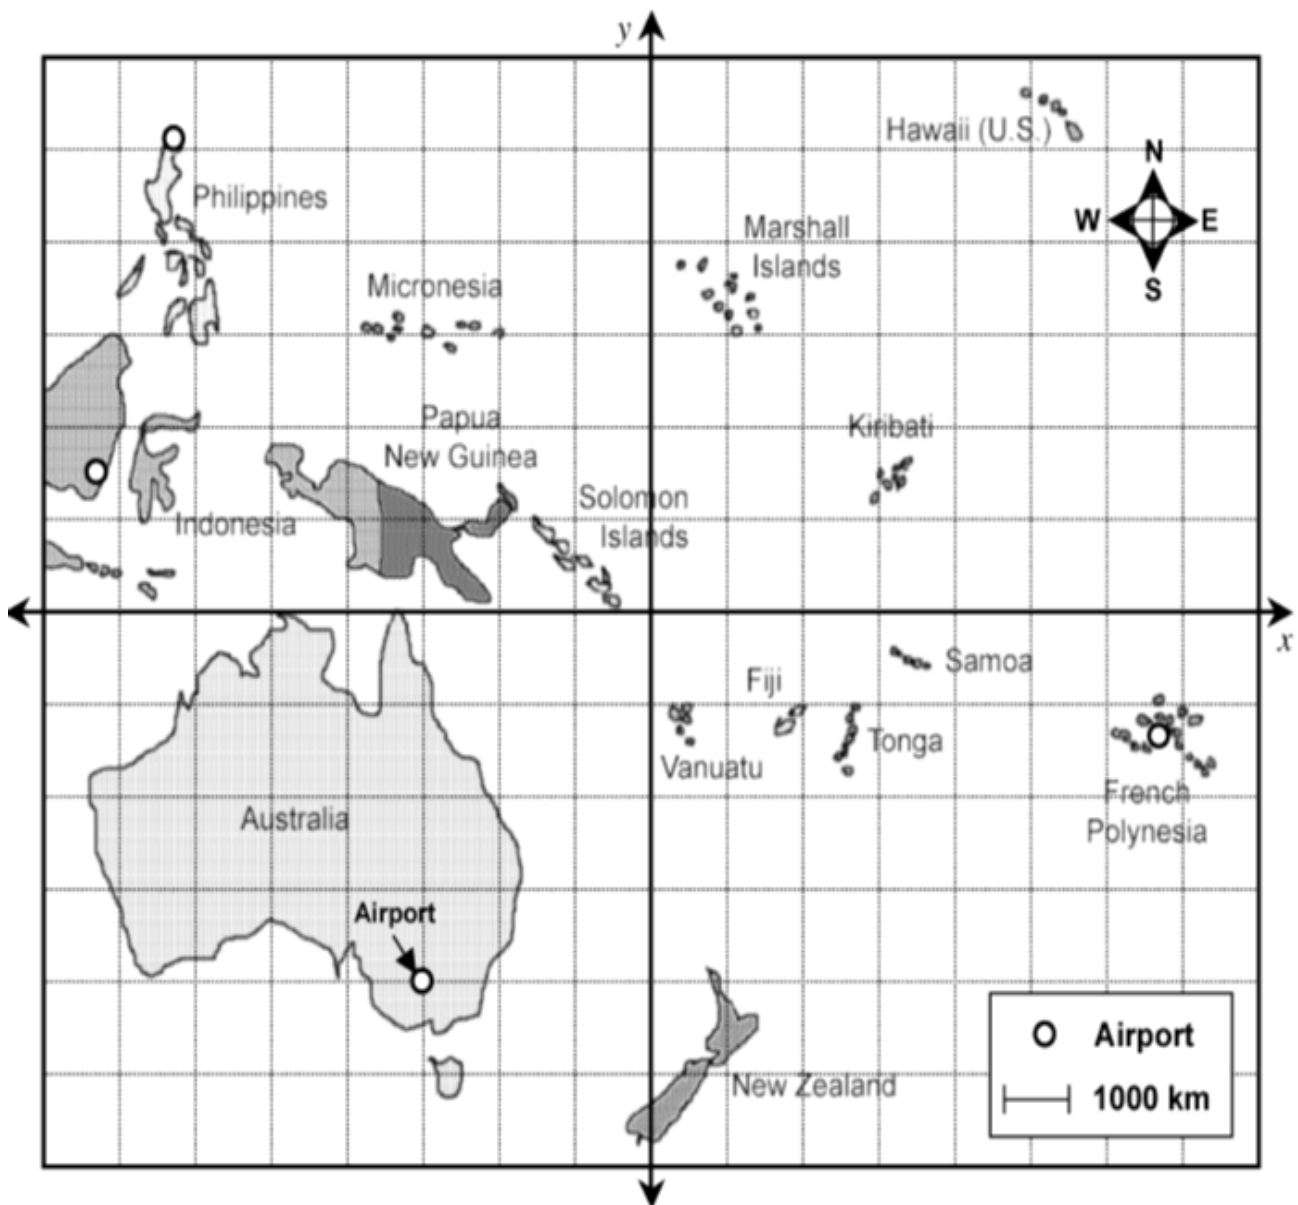 y
Hawaii (U.S.)
N
W
E
S
Philippines
Marshall
Islands
Micronesia
Papua
New Guinea
Kiribati
Solomon
Islands
Indonesia
x
Samoa
Fiji
Tonga
Vanuatu
French
Polynesia
Australia
Airport
New Zealand
Airport
1000 km